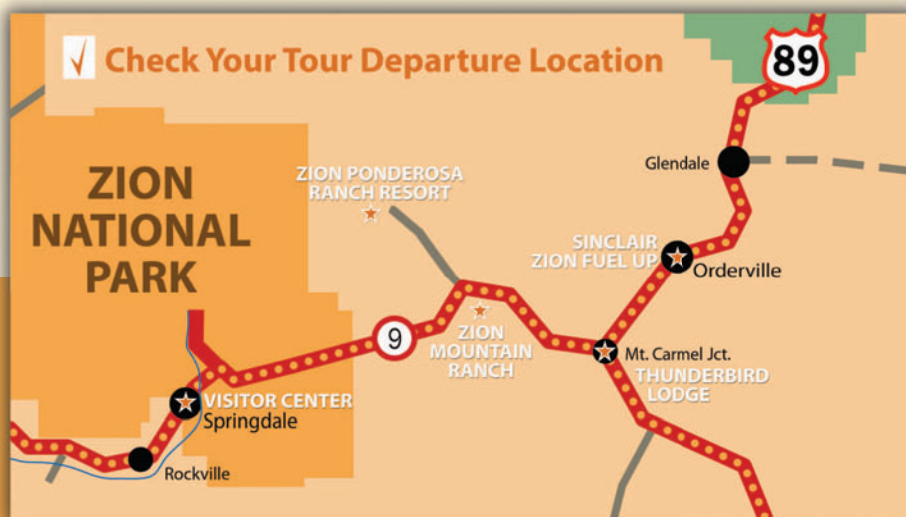 Check Your Tour Departure Location
89
Glendale
ZION
NATIONAL
PARK
ZION PONDEROSA
RANCH RESORT
SINCLAIR
ZION FUEL UP
Orderville
9
ZION
MOUNTAIN
RANCH
Mt. Carmel Jct.
THUNDERBIRD
LODGE
VISITOR CENTER
Springdale
Rockville